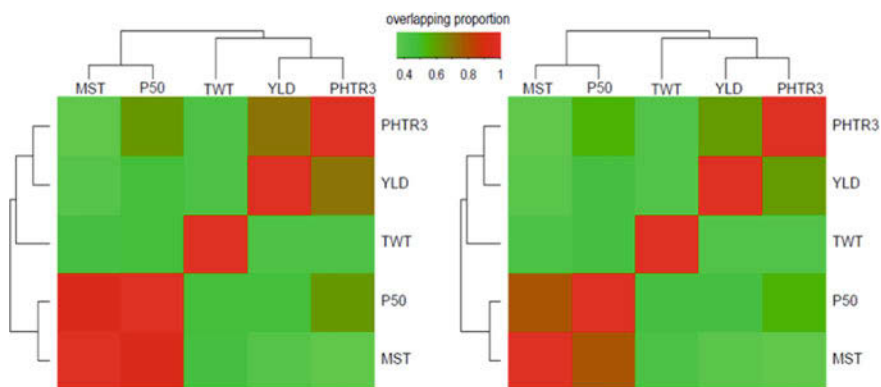 overlapping proportion
0.4 0.6 0.8 1
MST P50 TWT YLD PHTR3
PHTR3
YLD
TWT
P50
MST
MST P50 TWT YLD PHTR3
PHTR3
YLD
TWT
P50
MST